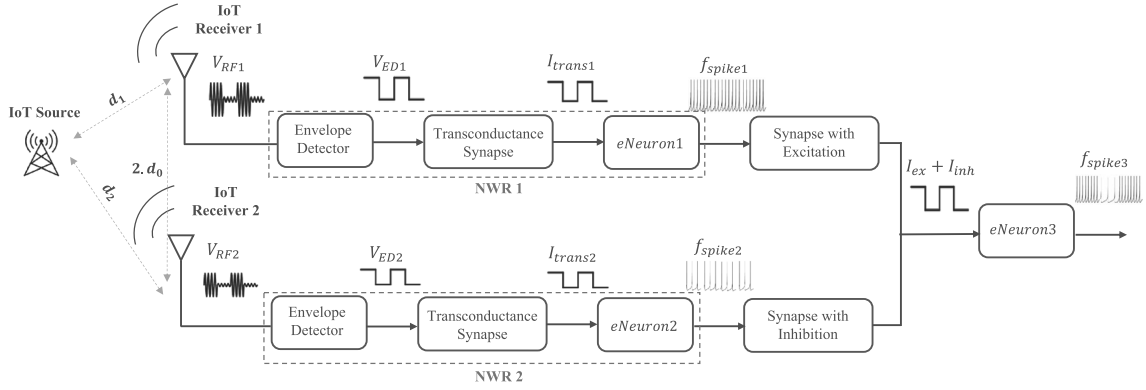 IoT
Receiver 1
V_RF1
V_ED1
I_trans1
f_spike1
IoT Source
d_1
Envelope
Detector
Transconductance
Synapse
eNeuron1
Synapse with
Excitation
NWR 1
2.d_0
d_2
IoT
Receiver 2
I_ex + I_inh
f_spike3
eNeuron3
V_RF2
V_ED2
I_trans2
f_spike2
Envelope
Detector
Transconductance
Synapse
eNeuron2
Synapse with
Inhibition
NWR 2